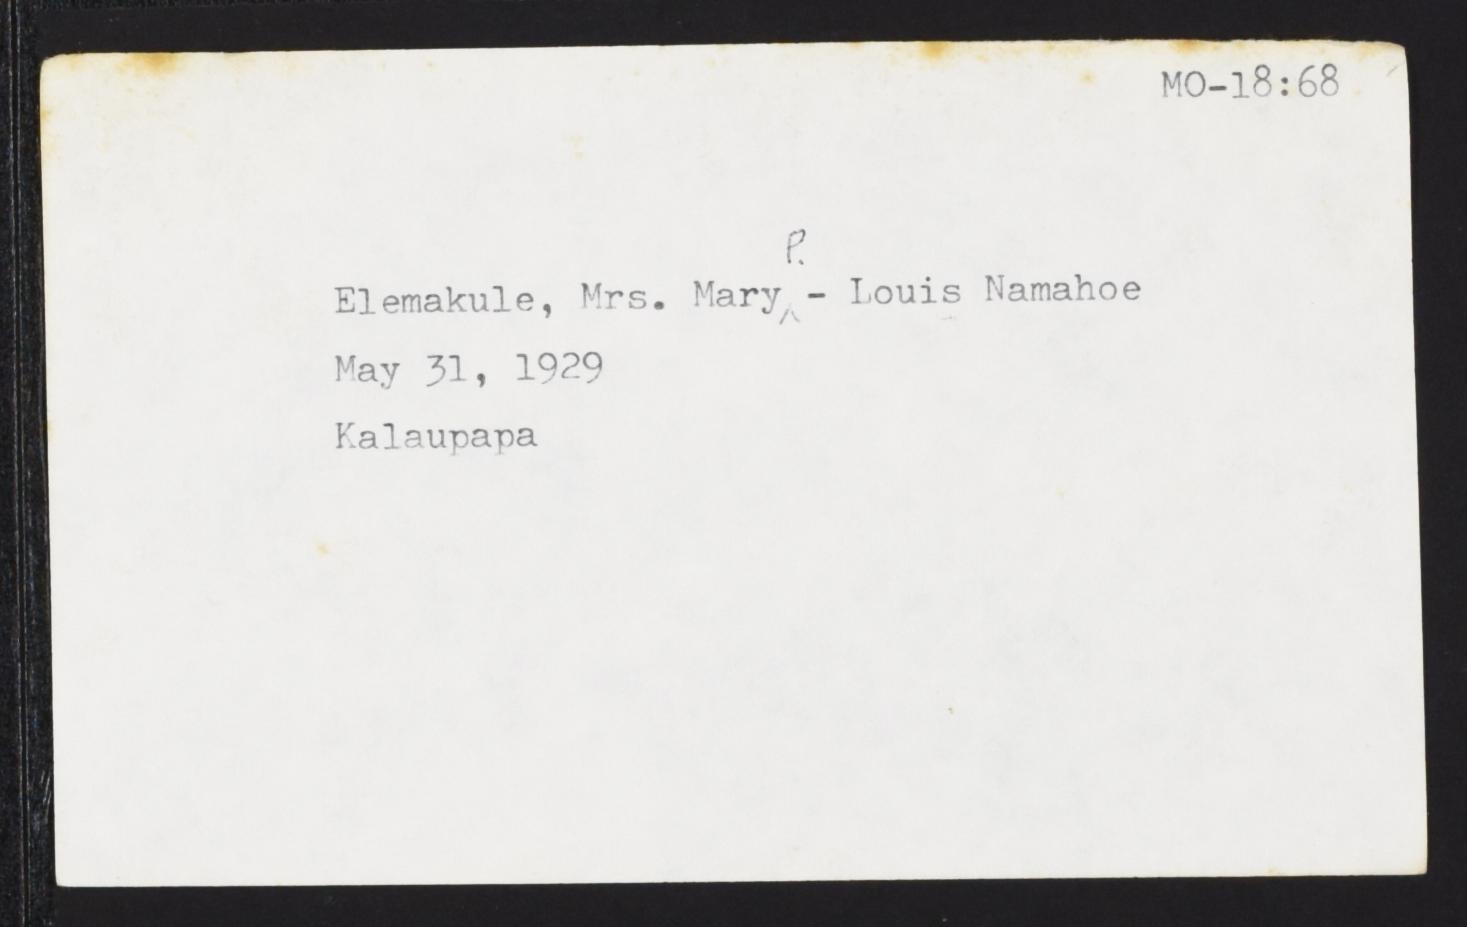 MO-18:68
Elemakule, Mrs. Mary P. - Louis Namahoe
May 31, 1929
Kalaupapa